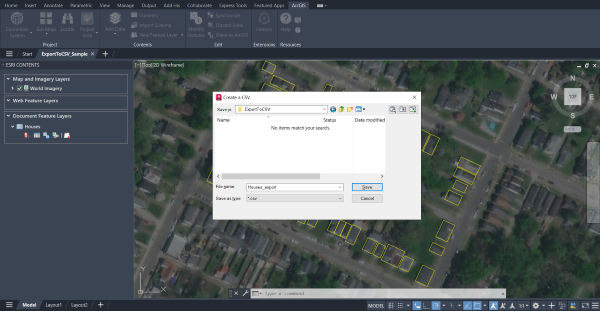 Home Insert Annotate Parametric View Manage Output Add-ins Collaborate Express Tools Featured Apps ArcGIS
Project Contents Edit Extensions Resources
Start ExportToCSV_Sample
ESRI CONTENTS
Map and Imagery Layers
World Imagery
Web Feature Layers
Document Feature Layers
Houses
Create a CSV
Save in: ExportToCSV
Name Status Date modified
No items match your search.
File name: Houses_export Save
Save as type: *.csv Cancel
N
W E
TOP
S
Y
X
Type a command
Model Layout1 Layout2 + MODEL